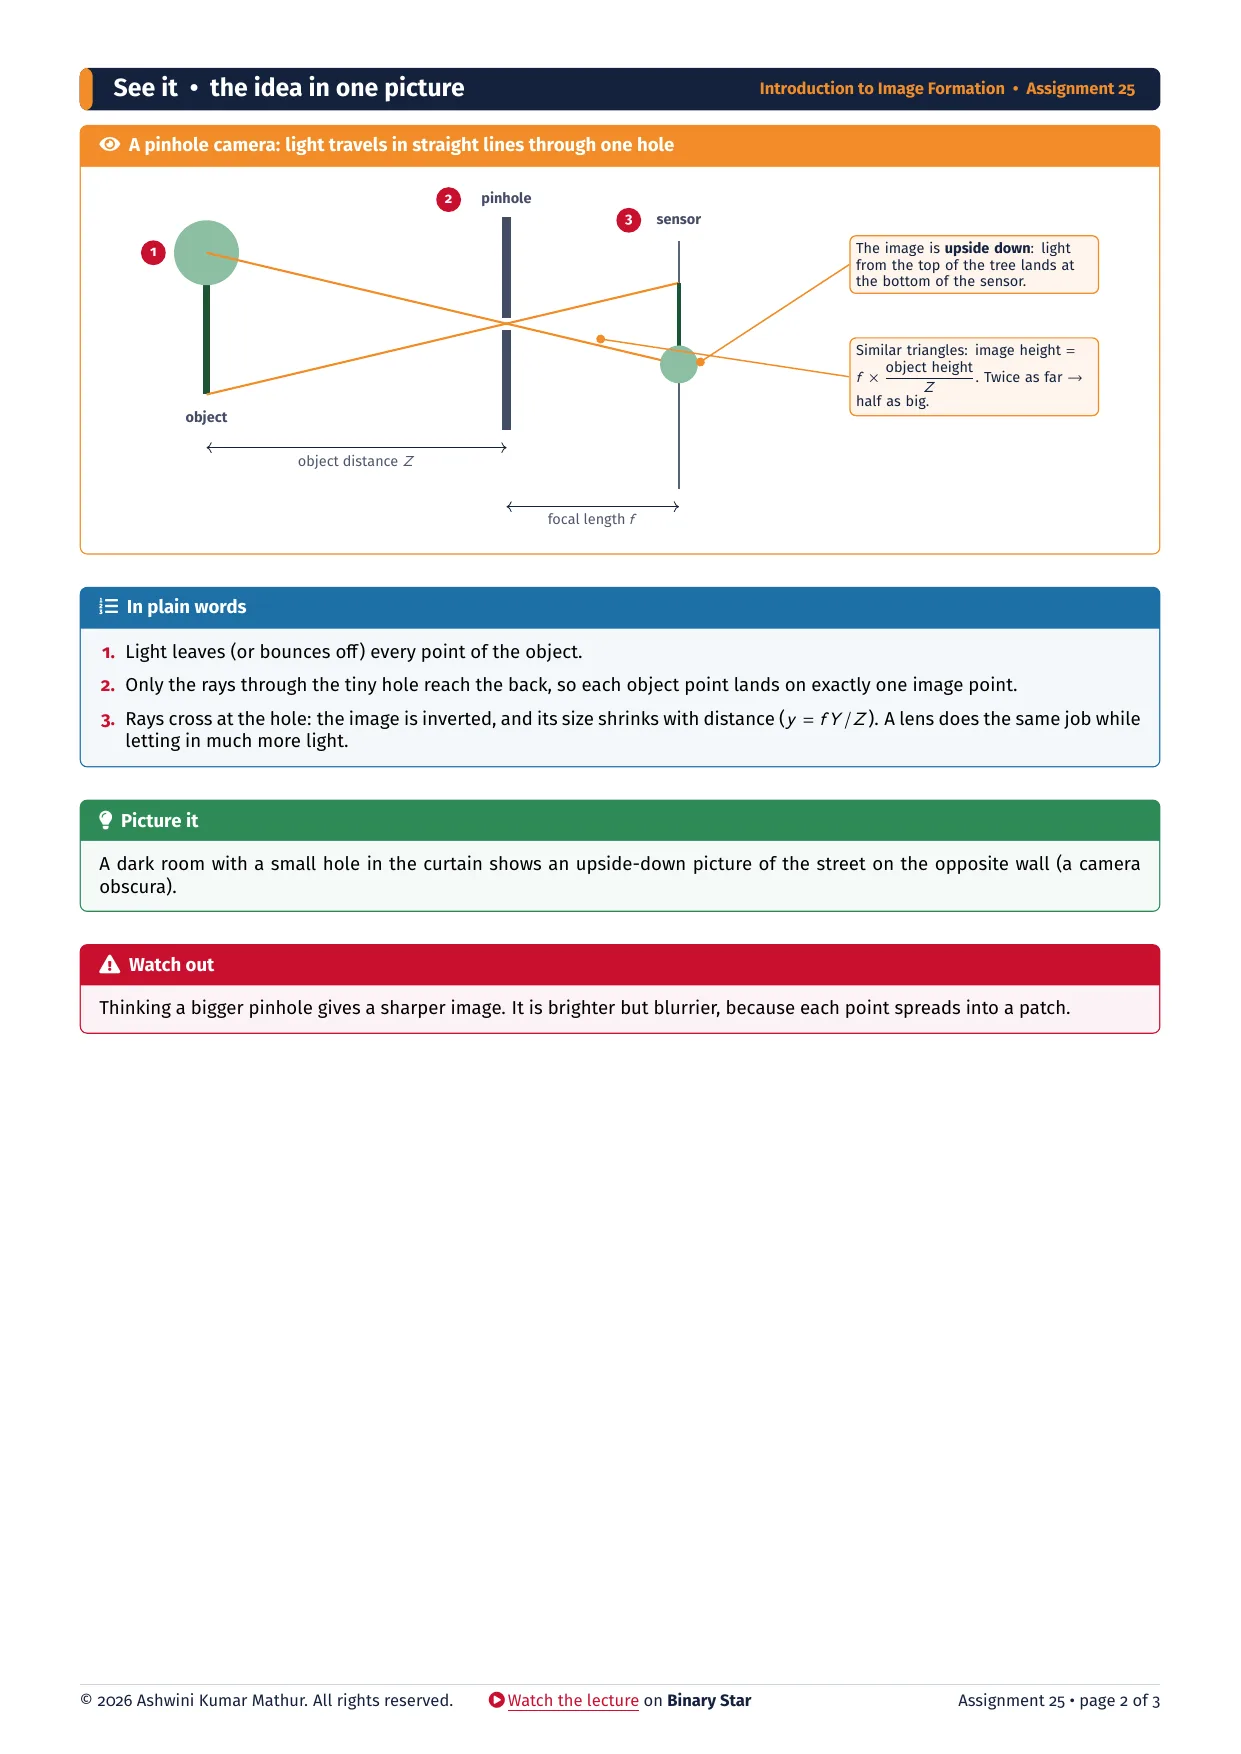 See it • the idea in one picture
Introduction to Image Formation • Assignment 25
A pinhole camera: light travels in straight lines through one hole
2 pinhole
3 sensor
1
The image is upside down: light
from the top of the tree lands at
the bottom of the sensor.
Similar triangles: image height =
f × object height / Z . Twice as far →
half as big.
object
object distance Z
focal length f
In plain words
1. Light leaves (or bounces off) every point of the object.
2. Only the rays through the tiny hole reach the back, so each object point lands on exactly one image point.
3. Rays cross at the hole: the image is inverted, and its size shrinks with distance (y = f Y/Z). A lens does the same job while
letting in much more light.
Picture it
A dark room with a small hole in the curtain shows an upside-down picture of the street on the opposite wall (a camera
obscura).
Watch out
Thinking a bigger pinhole gives a sharper image. It is brighter but blurrier, because each point spreads into a patch.
© 2026 Ashwini Kumar Mathur. All rights reserved.
Watch the lecture on Binary Star
Assignment 25 • page 2 of 3